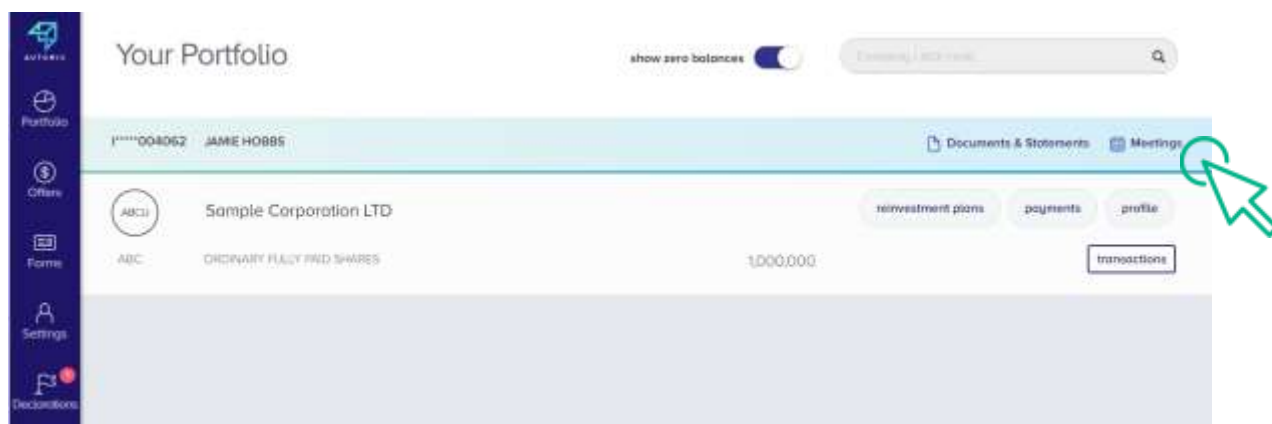 AUTOMIC
Your Portfolio
show zero balances
Portfolio
I*****004062 JAMIE HOBBS
Documents & Statements
Meetings
Offers
ABCU
Sample Corporation LTD
reinvestment plans
payments
profile
Forms
ABC
ORDINARY FULLY PAID SHARES
1,000,000
transactions
Settings
Declarations